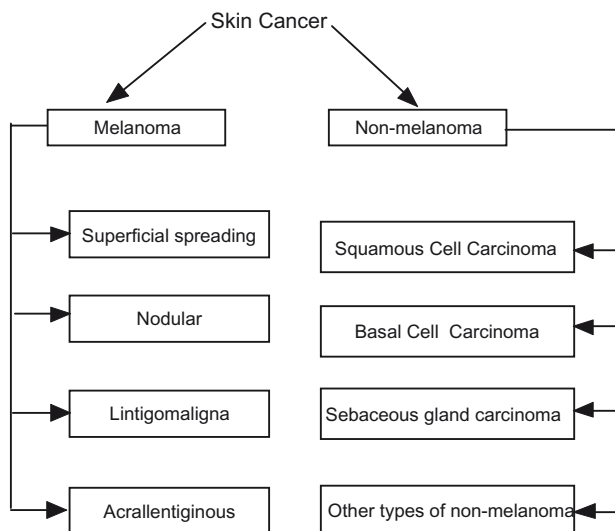 Skin Cancer
Melanoma
Non-melanoma
Superficial spreading
Squamous Cell Carcinoma
Nodular
Basal Cell Carcinoma
Lintigomaligna
Sebaceous gland carcinoma
Acrallentiginous
Other types of non-melanoma